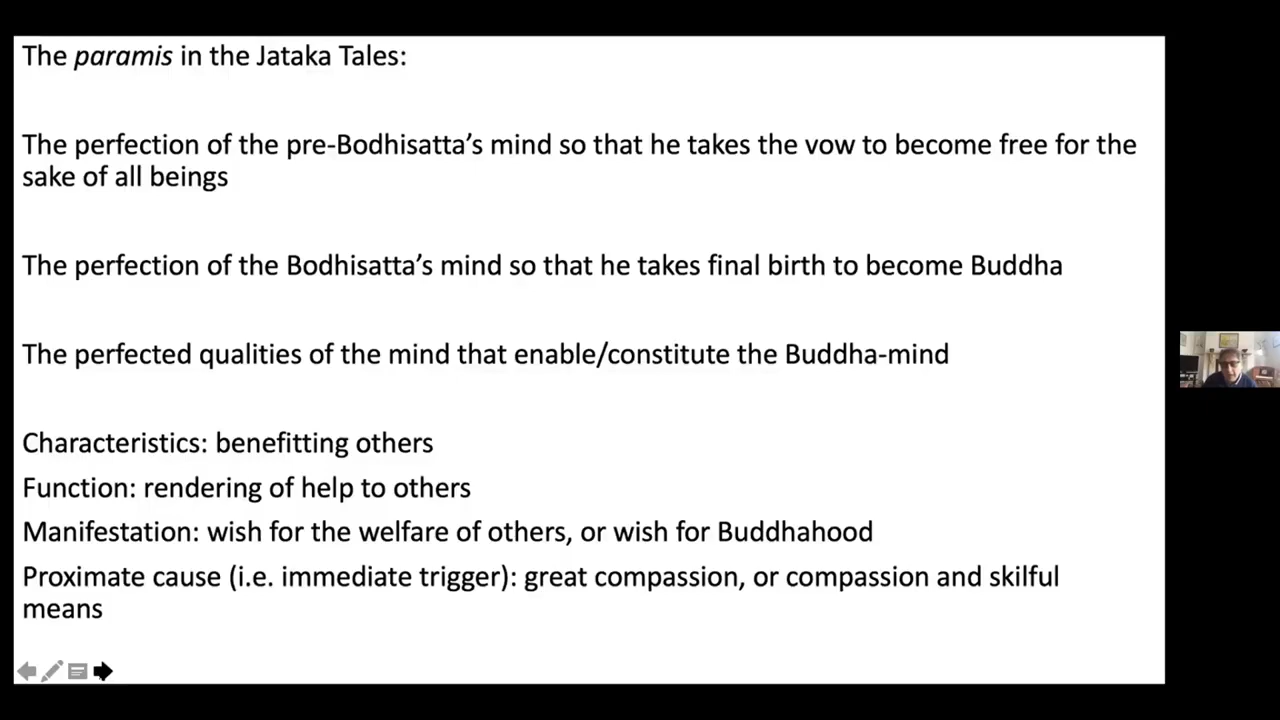 The paramis in the Jataka Tales:
The perfection of the pre-Bodhisatta’s mind so that he takes the vow to become free for the
sake of all beings
The perfection of the Bodhisatta’s mind so that he takes final birth to become Buddha
The perfected qualities of the mind that enable/constitute the Buddha-mind
Characteristics: benefitting others
Function: rendering of help to others
Manifestation: wish for the welfare of others, or wish for Buddhahood
Proximate cause (i.e. immediate trigger): great compassion, or compassion and skilful
means